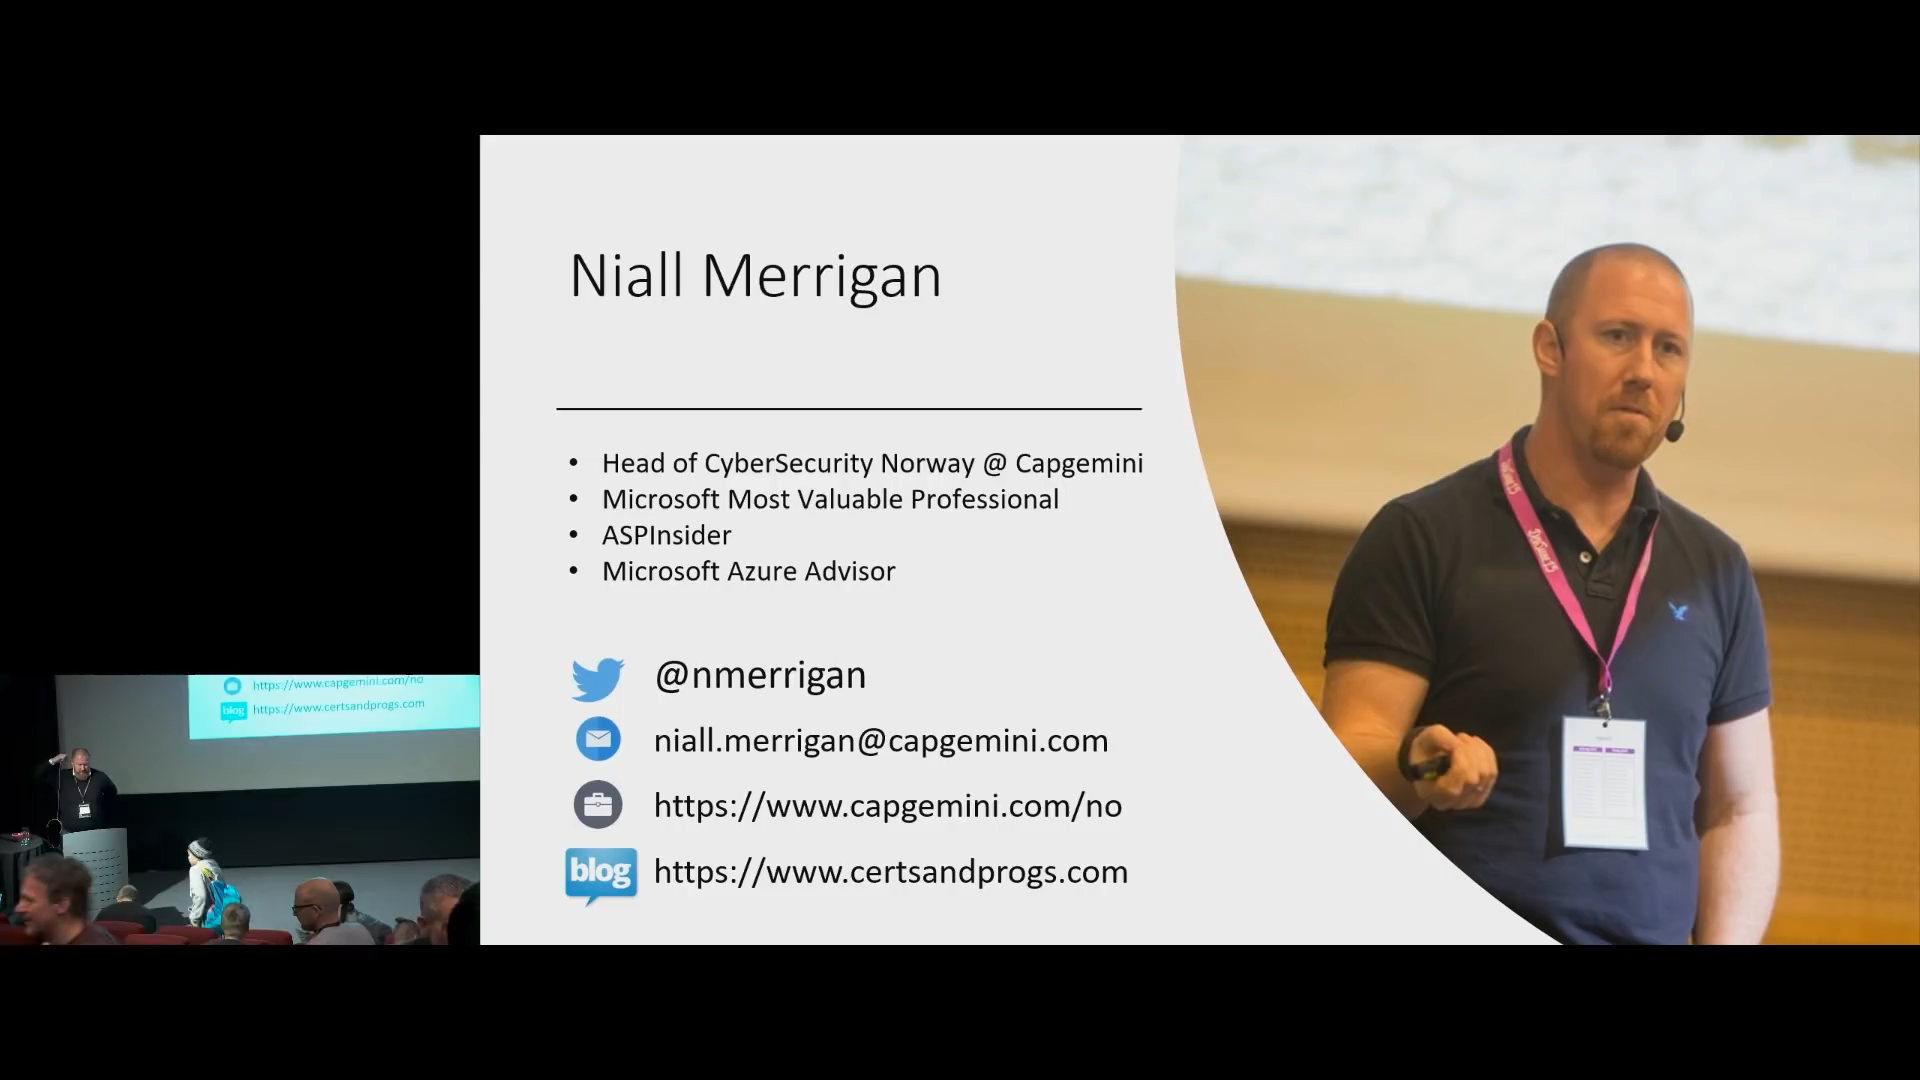 Niall Merrigan
• Head of CyberSecurity Norway @ Capgemini
• Microsoft Most Valuable Professional
• ASPInsider
• Microsoft Azure Advisor
@nmerrigan
niall.merrigan@capgemini.com
https://www.capgemini.com/no
blog https://www.certsandprogs.com
https://www.capgemini.com/no
blog https://www.certsandprogs.com